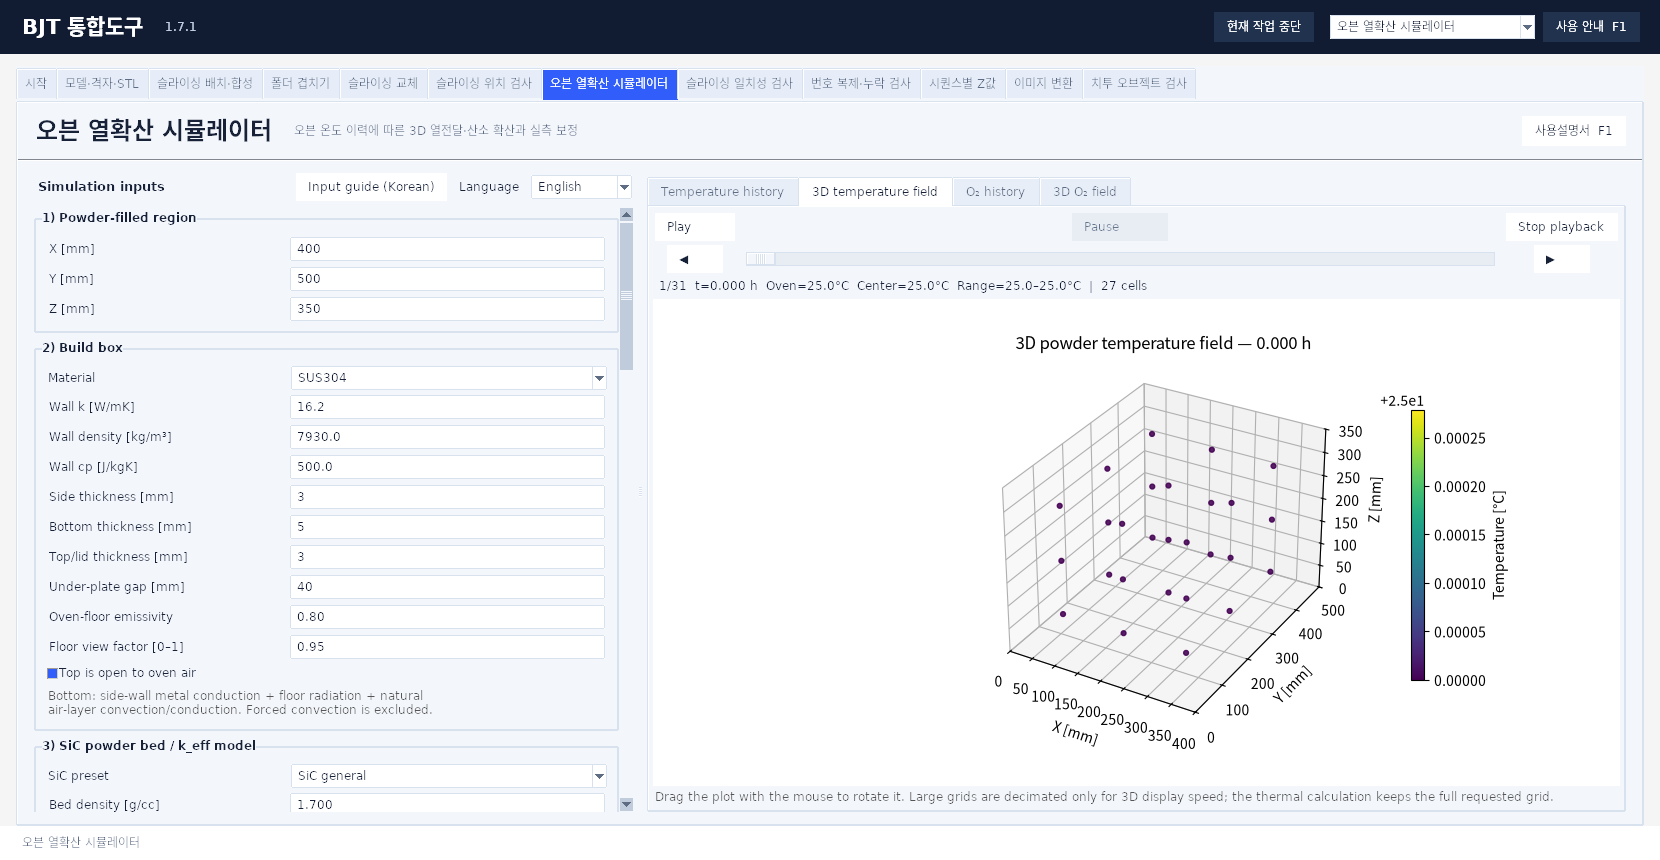 BJT 통합도구 1.7.1 현재 작업 중단 오븐 열확산 시뮬레이터 사용 안내 F1
시작 모델·격자·STL 슬라이싱 배치·합성 폴더 겹치기 슬라이싱 교체 슬라이싱 위치 검사 오븐 열확산 시뮬레이터 슬라이싱 일치성 검사 번호 복제·누락 검사 시퀀스별 Z값 이미지 변환 치투 오브젝트 검사
오븐 열확산 시뮬레이터 오븐 온도 이력에 따른 3D 열전달·산소 확산과 실측 보정 사용설명서 F1
Simulation inputs Input guide (Korean) Language English
1) Powder-filled region
X [mm] 400
Y [mm] 500
Z [mm] 350
2) Build box
Material SUS304
Wall k [W/mK] 16.2
Wall density [kg/m³] 7930.0
Wall cp [J/kgK] 500.0
Side thickness [mm] 3
Bottom thickness [mm] 5
Top/lid thickness [mm] 3
Under-plate gap [mm] 40
Oven-floor emissivity 0.80
Floor view factor [0–1] 0.95
Top is open to oven air
Bottom: side-wall metal conduction + floor radiation + natural
air-layer convection/conduction. Forced convection is excluded.
3) SiC powder bed / k_eff model
SiC preset SiC general
Bed density [g/cc] 1.700
Temperature history 3D temperature field O₂ history 3D O₂ field
Play Pause Stop playback
◀ ▶
1/31 t=0.000 h Oven=25.0°C Center=25.0°C Range=25.0–25.0°C | 27 cells
3D powder temperature field — 0.000 h
+2.5e1
0.00025
0.00020
0.00015
0.00010
0.00005
0.00000
Temperature [°C]
350
300
250
200
150
100
50
0
Z [mm]
500
400
300
200
100
0
Y [mm]
0 50 100 150 200 250 300 350 400
X [mm]
Drag the plot with the mouse to rotate it. Large grids are decimated only for 3D display speed; the thermal calculation keeps the full requested grid.
오븐 열확산 시뮬레이터